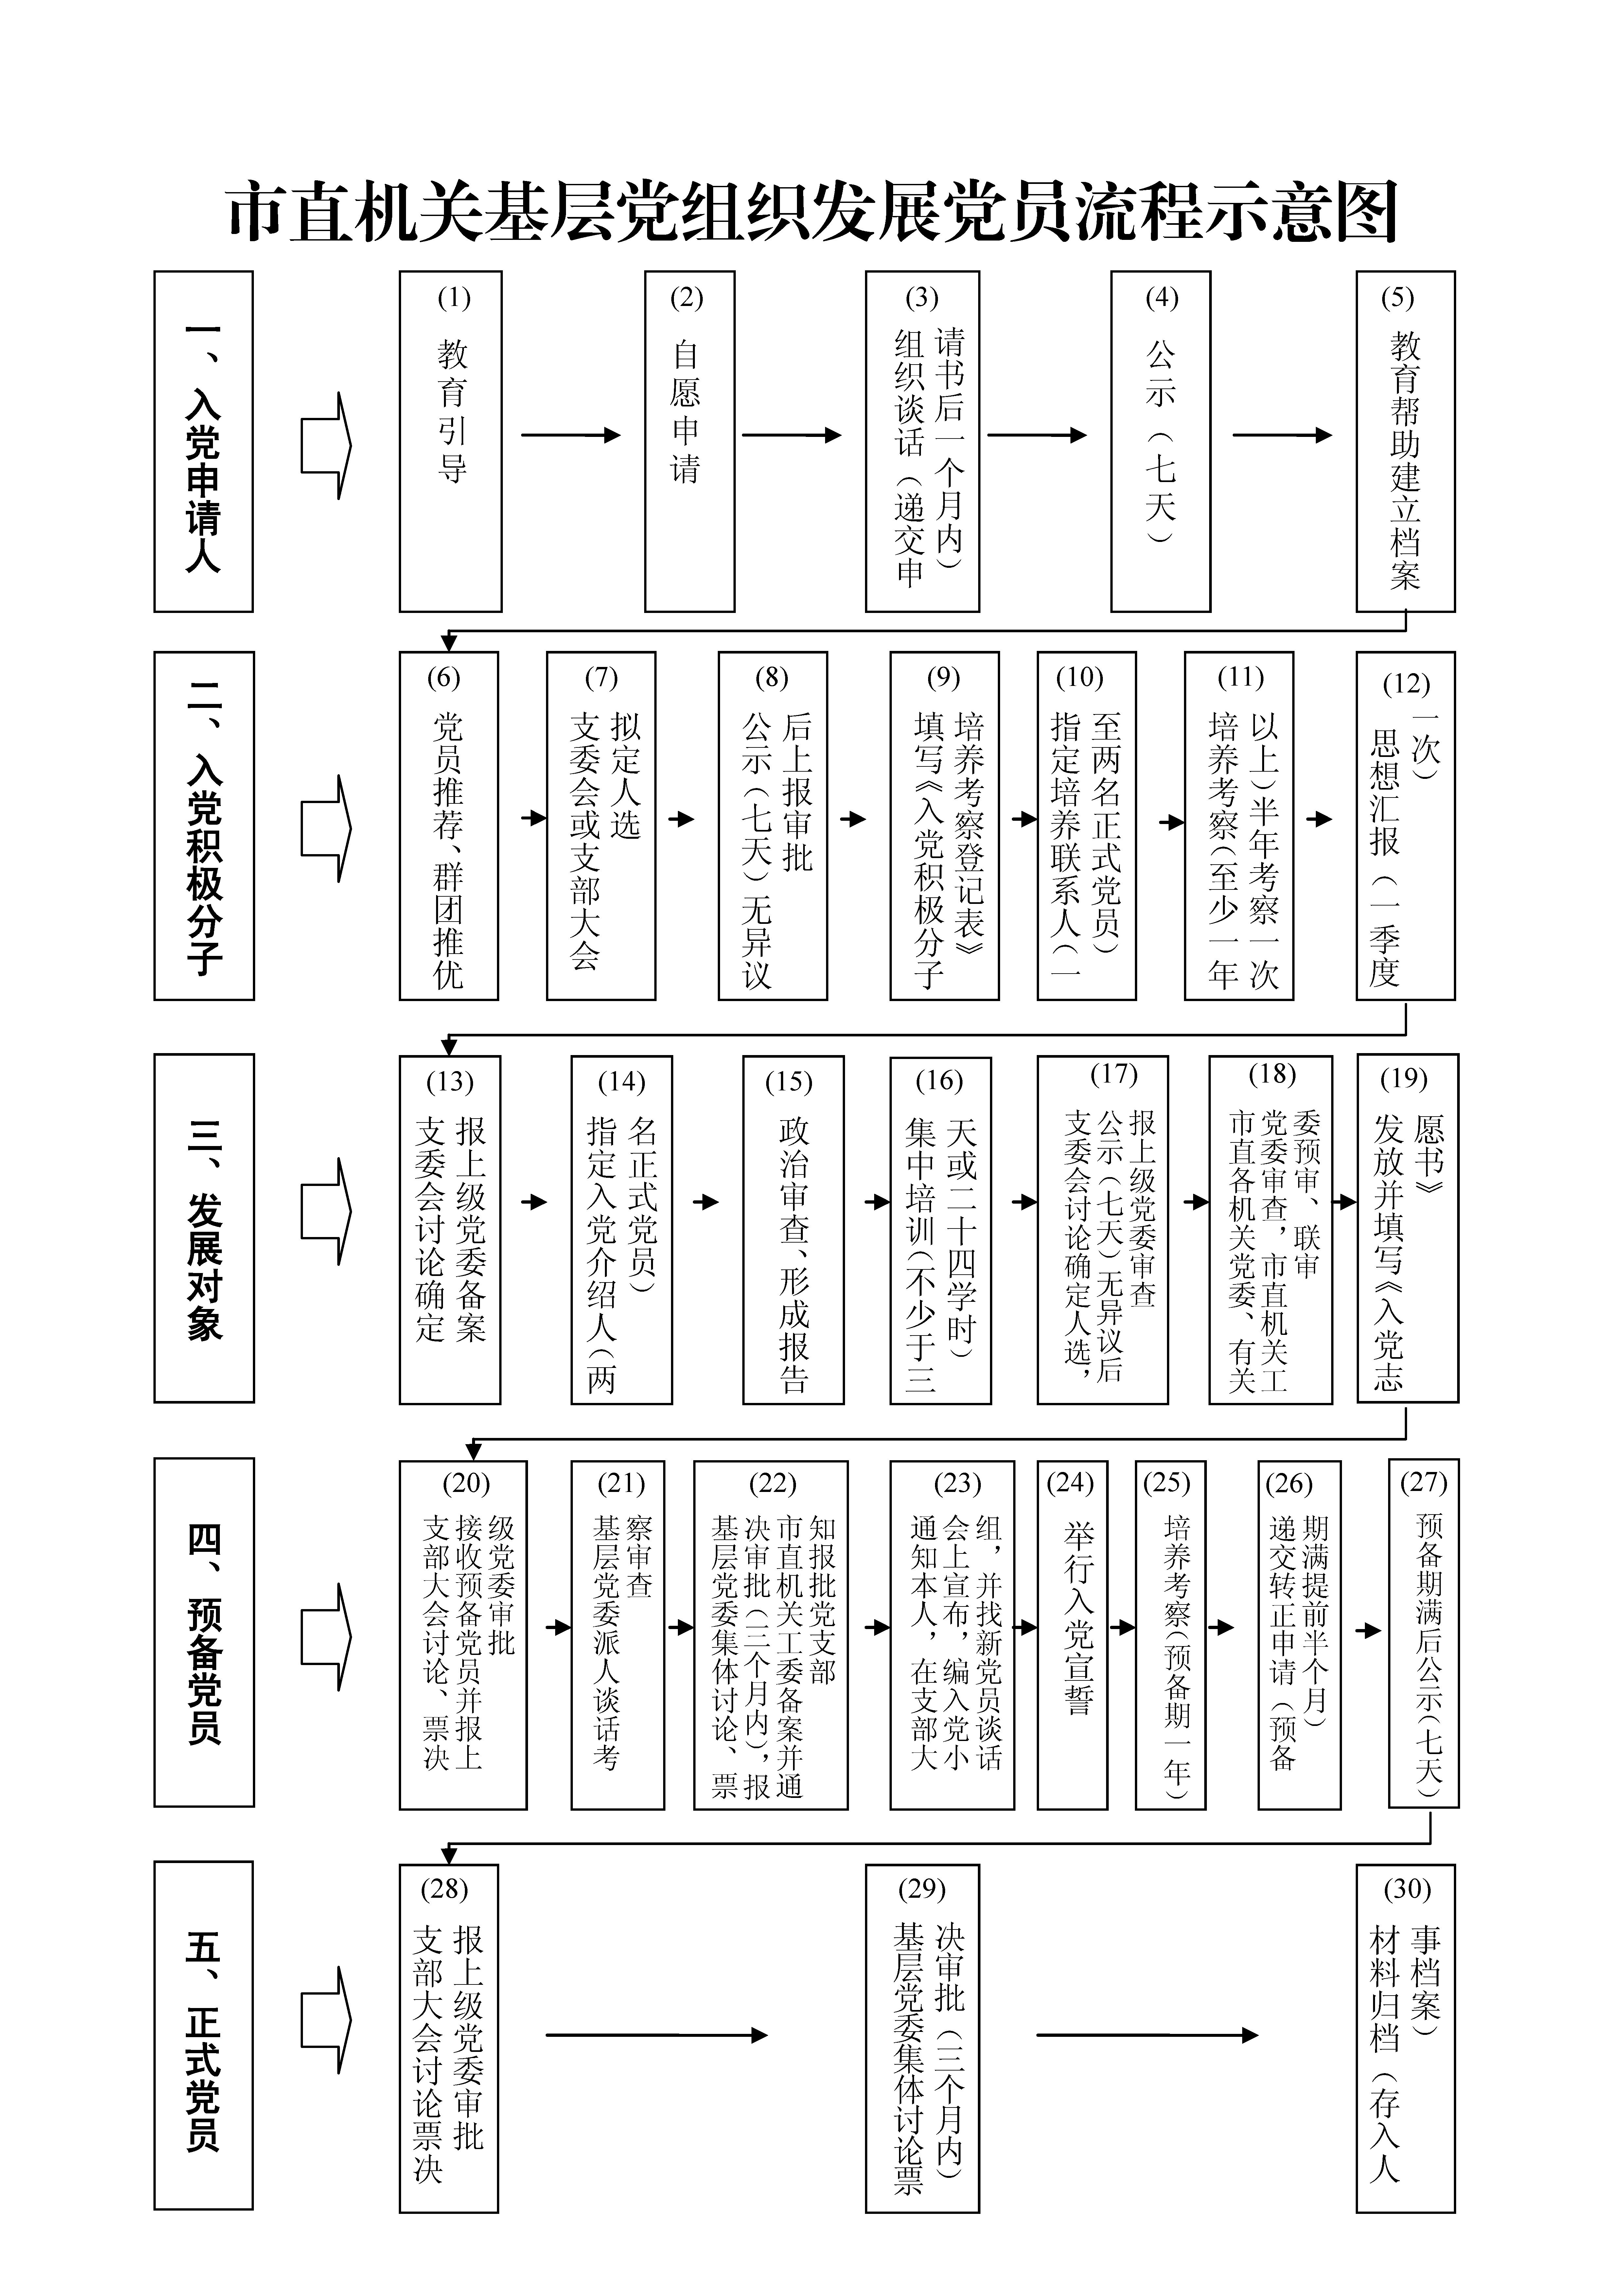 市直机关基层党组织发展党员流程示意图
一、入党申请人
(1)
教育引导
(2)
自愿申请
(3)
组织谈话（递交申
请书后一个月内）
(4)
公示（七天）
(5)
教育帮助建立档案
二、入党积极分子
(6)
党员推荐、群团推优
(7)
支委会或支部大会
拟定人选
(8)
公示（七天）无异议
后上报审批
(9)
填写《入党积极分子
培养考察登记表》
(10)
指定培养联系人（一
至两名正式党员）
(11)
培养考察（至少一年
以上）半年考察一次
(12)
思想汇报（一季度
一次）
三、发展对象
(13)
支委会讨论确定
报上级党委备案
(14)
指定入党介绍人（两
名正式党员）
(15)
政治审查、形成报告
(16)
集中培训（不少于三
天或二十四学时）
(17)
支委会讨论确定人选，
公示（七天）无异议后
报上级党委审查
(18)
市直各机关党委、有关
党委审查，市直机关工
委预审、联审
(19)
发放并填写《入党志
愿书》
四、预备党员
(20)
支部大会讨论、票决
接收预备党员并报上
级党委审批
(21)
基层党委派人谈话考
察审查
(22)
基层党委集体讨论、票
决审批（三个月内），报
市直机关工委备案并通
知报批党支部
(23)
通知本人，在支部大
会上宣布，编入党小
组，并找新党员谈话
(24)
举行入党宣誓
(25)
培养考察（预备期一年）
(26)
递交转正申请（预备
期满提前半个月）
(27)
预备期满后公示（七天）
五、正式党员
(28)
支部大会讨论票决
报上级党委审批
(29)
基层党委集体讨论票
决审批（三个月内）
(30)
材料归档（存入人
事档案）